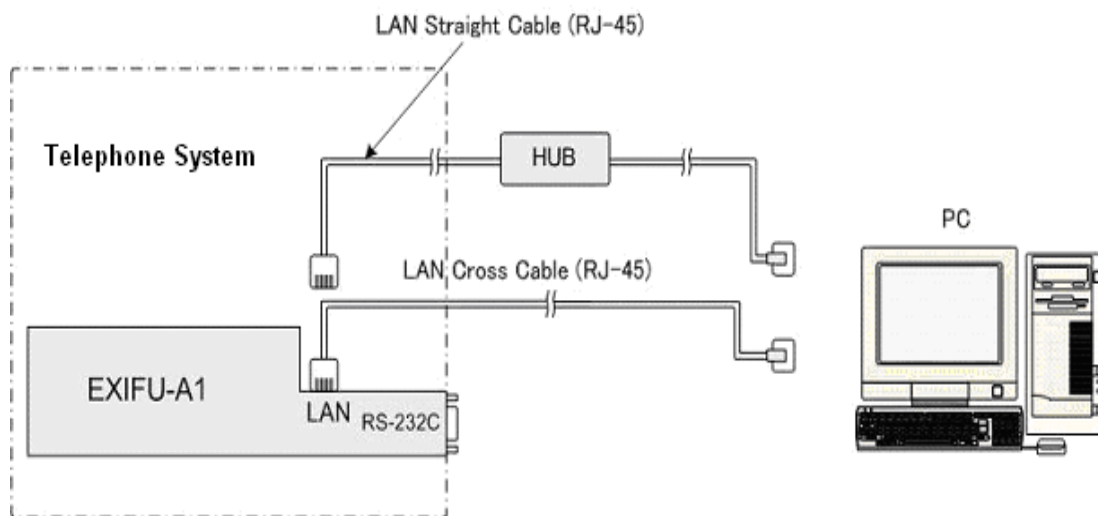 LAN Straight Cable (RJ-45)
Telephone System
HUB
PC
LAN Cross Cable (RJ-45)
EXIFU-A1
LAN
RS-232C